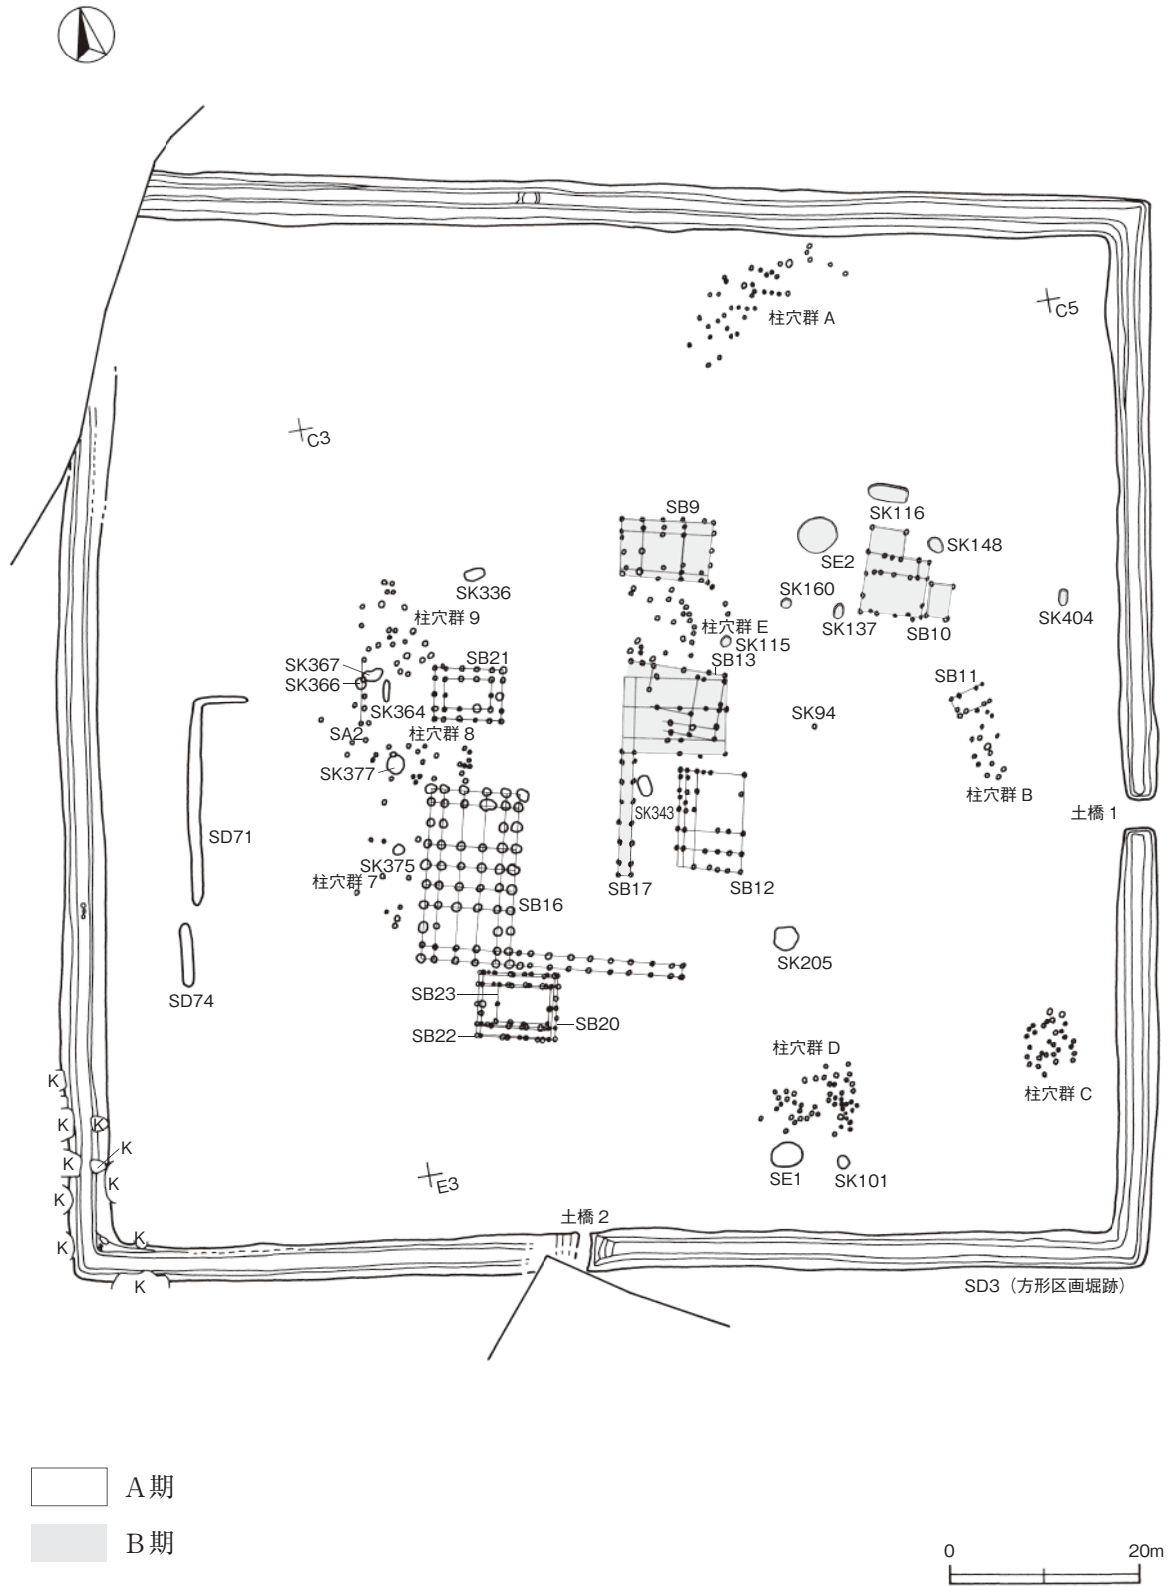 柱穴群 A
C5
C3
SB9
SK116
SE2
SK148
SK336
SK160
SK404
柱穴群 9
柱穴群 E
SK137
SB10
SK115
SB13
SK367
SB21
SK366
SB11
SK364
SK94
SA2
柱穴群 8
SK377
柱穴群 B
SK343
土橋 1
SD71
SK375
柱穴群 7
SB17
SB12
SB16
SK205
SB23
SD74
SB20
SB22
柱穴群 D
K
柱穴群 C
K
K
K
K
K
K
E3
SE1
SK101
土橋 2
K
K
K
SD3（方形区画堀跡）
A期
B期
0
20m